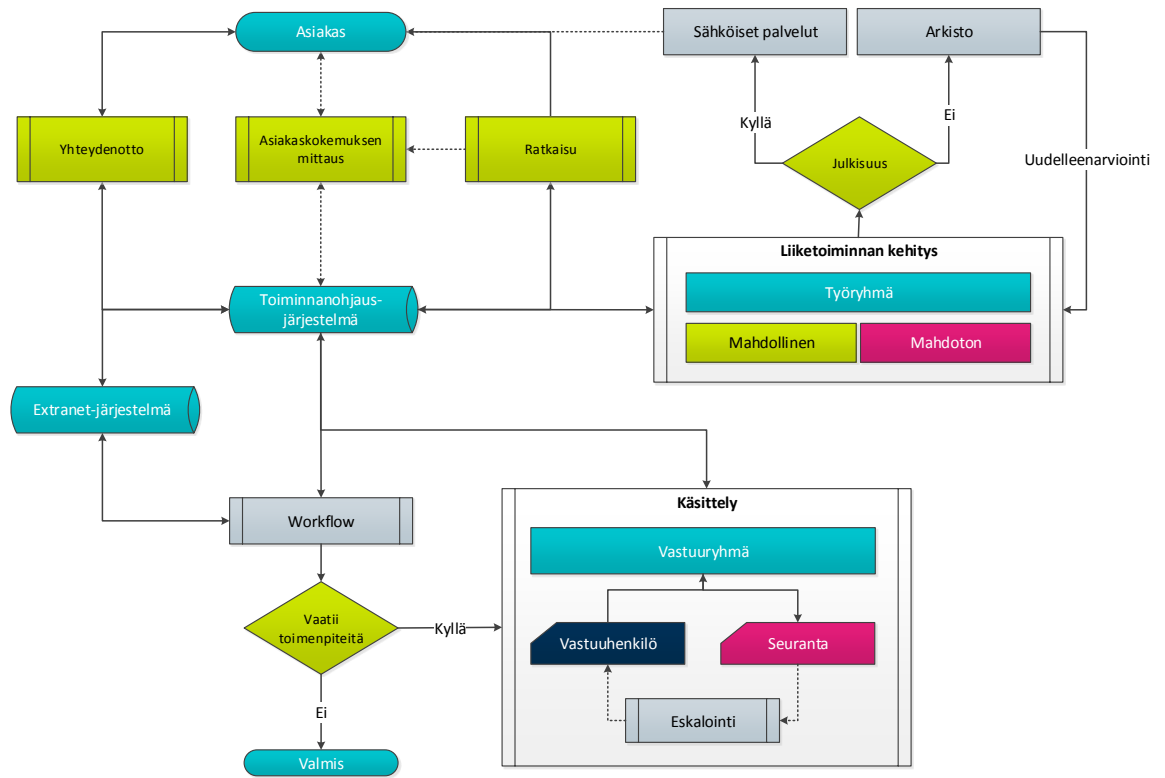 Asiakas
Sähköiset palvelut
Arkisto
Kyllä
Ei
Yhteydenotto
Asiakaskokemuksen
mittaus
Ratkaisu
Julkisuus
Uudelleenarviointi
Liiketoiminnan kehitys
Työryhmä
Mahdollinen
Mahdoton
Toiminnanohjaus-
järjestelmä
Extranet-järjestelmä
Workflow
Käsittely
Vastuuryhmä
Vaatii
toimenpiteitä
Kyllä
Vastuuhenkilö
Seuranta
Eskalointi
Ei
Valmis